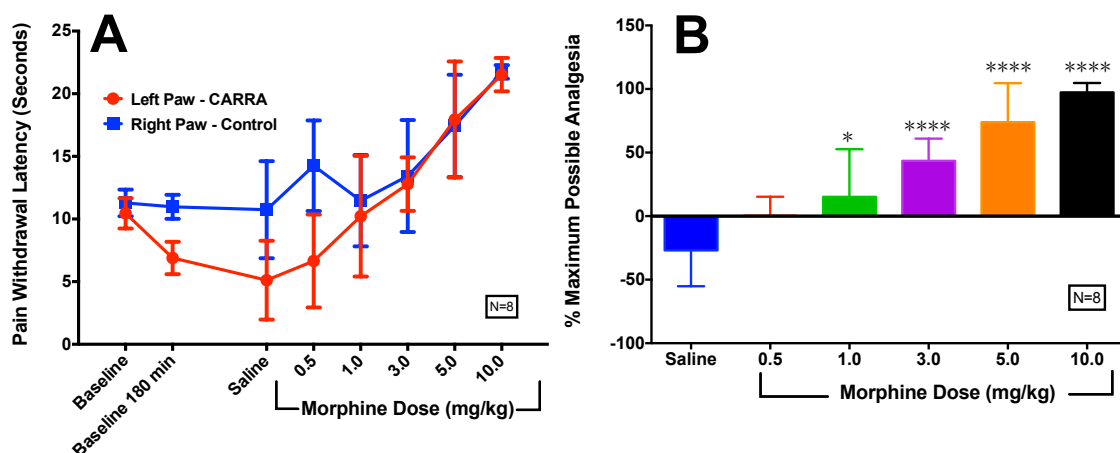 A
Pain Withdrawal Latency (Seconds)
25
20
15
10
5
0
Left Paw - CARRA
Right Paw - Control
N=8
Baseline
Baseline 180 min
Saline
0.5
1.0
3.0
5.0
10.0
Morphine Dose (mg/kg)
B
% Maximum Possible Analgesia
150
100
50
0
-50
-100
*
****
****
****
N=8
Saline
0.5
1.0
3.0
5.0
10.0
Morphine Dose (mg/kg)